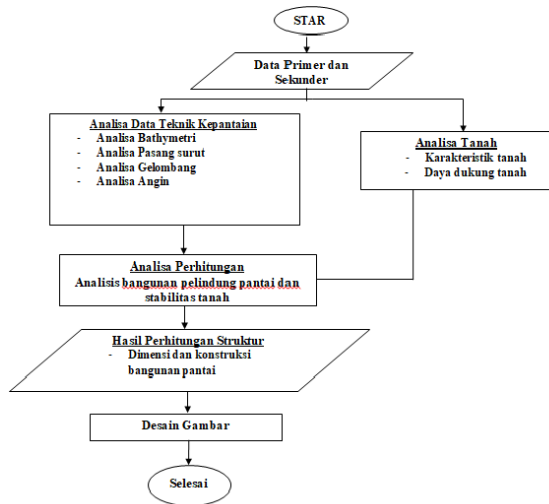 STAR
Data Primer dan
Sekunder
Analisa Data Teknik Kepantaian
- Analisa Bathymetri
- Analisa Pasang surut
- Analisa Gelombang
- Analisa Angin
Analisa Tanah
- Karakteristik tanah
- Daya dukung tanah
Analisa Perhitungan
Analisis bangunan pelindung pantai dan
stabilitas tanah
Hasil Perhitungan Struktur
- Dimensi dan konstruksi
bangunan pantai
Desain Gambar
Selesai